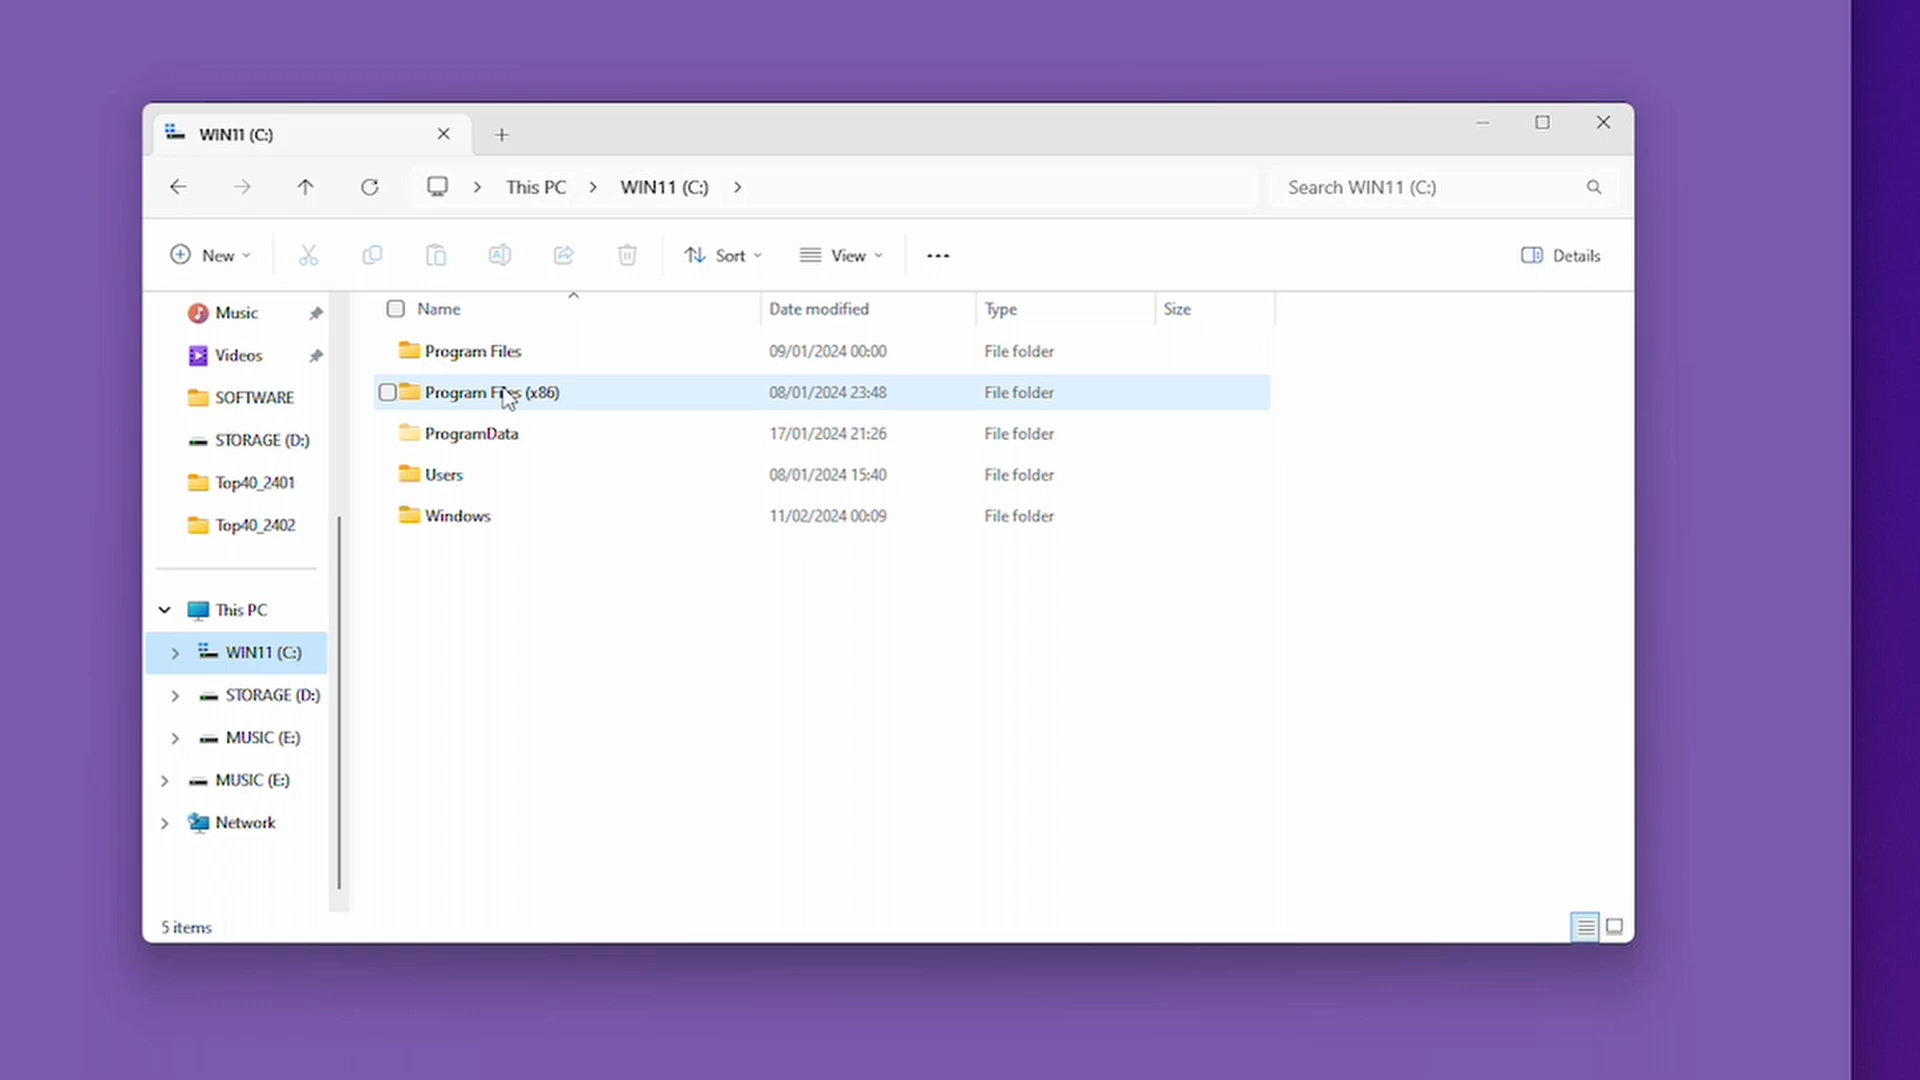 WIN11 (C:)
This PC > WIN11 (C:) >
Search WIN11 (C:)
New
Sort
View
Details
Music
Videos
SOFTWARE
STORAGE (D:)
Top40_2401
Top40_2402
This PC
WIN11 (C:)
STORAGE (D:)
MUSIC (E:)
MUSIC (E:)
Network
Name Date modified Type Size
Program Files 09/01/2024 00:00 File folder
Program Files (x86) 08/01/2024 23:48 File folder
ProgramData 17/01/2024 21:26 File folder
Users 08/01/2024 15:40 File folder
Windows 11/02/2024 00:09 File folder
5 items